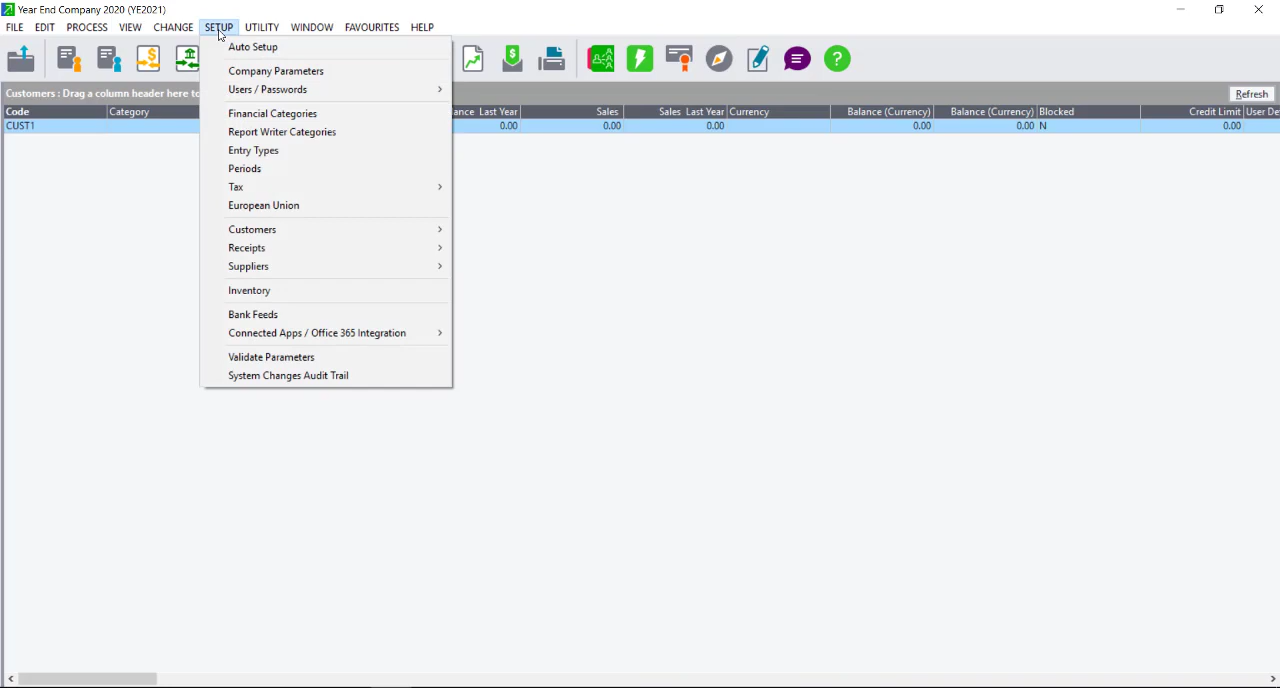 Year End Company 2020 (YE2021)
FILE EDIT PROCESS VIEW CHANGE SETUP UTILITY WINDOW FAVOURITES HELP
Auto Setup
Company Parameters
Users / Passwords
Financial Categories
Report Writer Categories
Entry Types
Periods
Tax
European Union
Customers
Receipts
Suppliers
Inventory
Bank Feeds
Connected Apps / Office 365 Integration
Validate Parameters
System Changes Audit Trail
Customers : Drag a column header here to
Refresh
Code Category Last Year Sales Sales Last Year Currency Balance (Currency) Balance (Currency) Blocked Credit Limit User De
CUST1 0.00 0.00 0.00 0.00 0.00 N 0.00